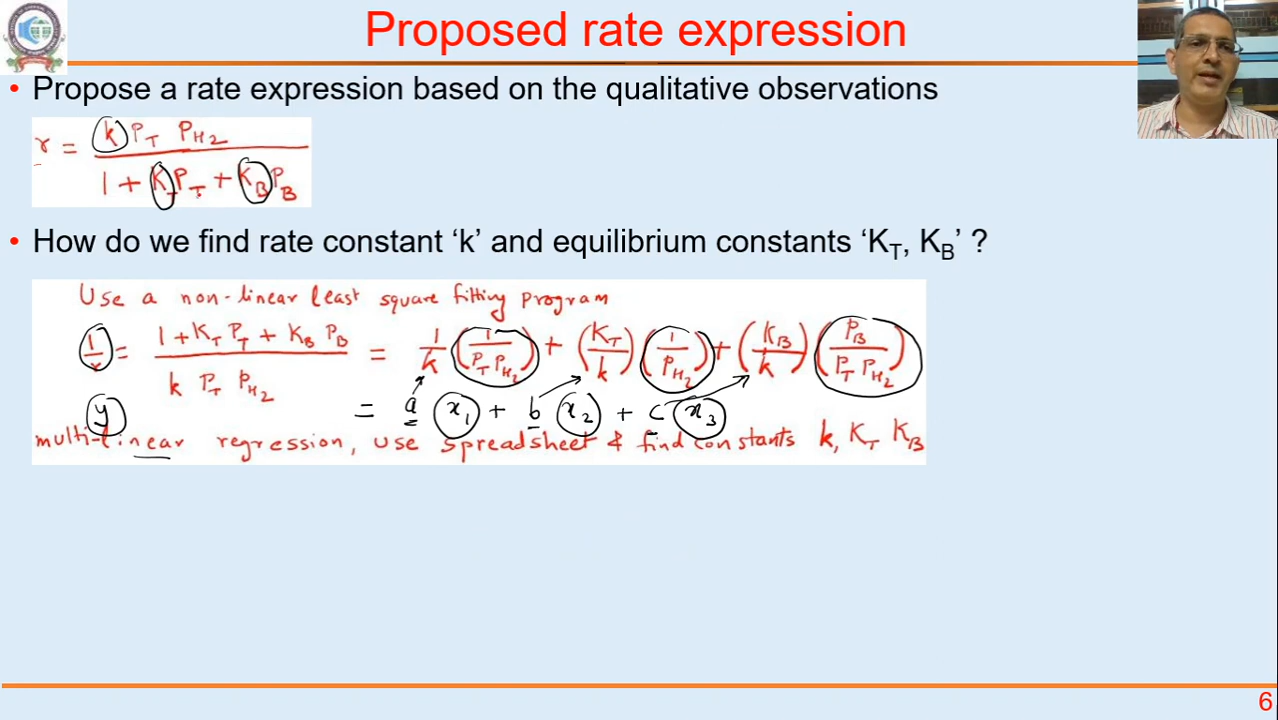 Proposed rate expression
• Propose a rate expression based on the qualitative observations
r = k P_T P_H2 / (1 + K_T P_T + K_B P_B)
• How do we find rate constant ‘k’ and equilibrium constants ‘K_T, K_B’ ?
Use a non-linear least square fitting program
1/r = (1 + K_T P_T + K_B P_B) / (k P_T P_H2) = 1/k (1 / (P_T P_H2)) + (K_T/k) (1/P_H2) + (K_B/k) (P_B / (P_T P_H2))
y = a x_1 + b x_2 + c x_3
multi-linear regression, use spreadsheet & find constants k, K_T K_B
6